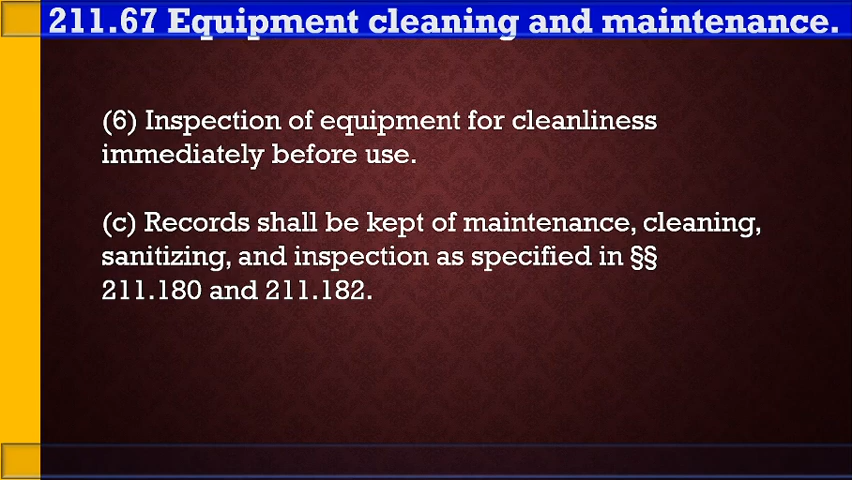 211.67 Equipment cleaning and maintenance.
(6) Inspection of equipment for cleanliness
immediately before use.
(c) Records shall be kept of maintenance, cleaning,
sanitizing, and inspection as specified in §§
211.180 and 211.182.